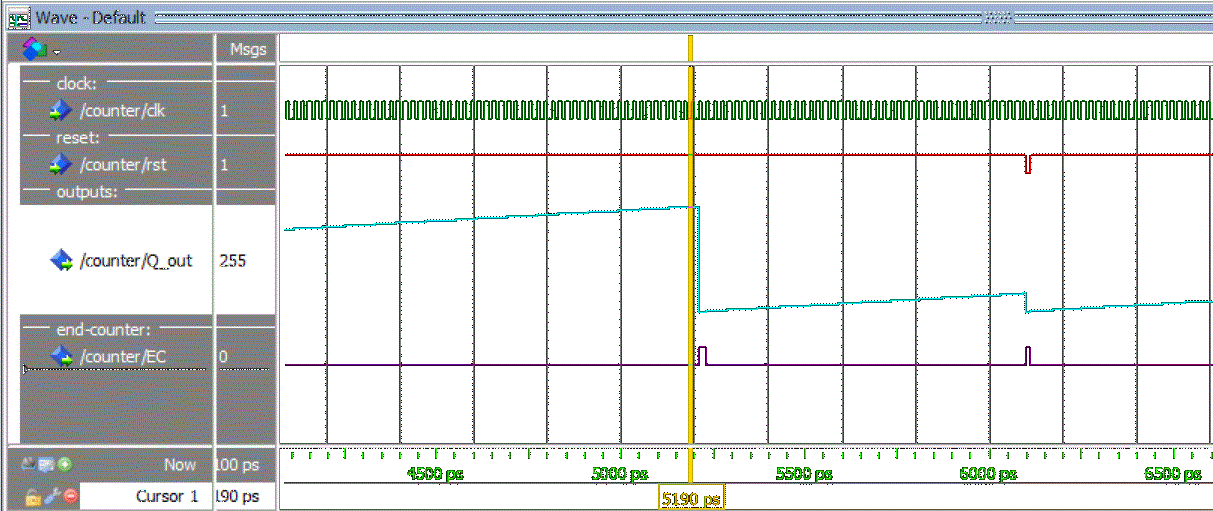 Wave - Default
Msgs
clock:
/counter/clk 1
reset:
/counter/rst 1
outputs:
/counter/Q_out 255
end-counter:
/counter/EC 0
Now 100 ps
4500 ps 5000 ps 5500 ps 6000 ps 6500 ps
Cursor 1 190 ps
5190 ps